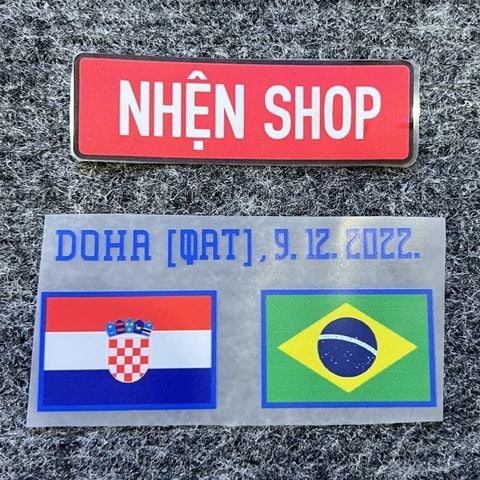 NHỆN SHOP
DOHA [QAT], 9. 12. 2022.